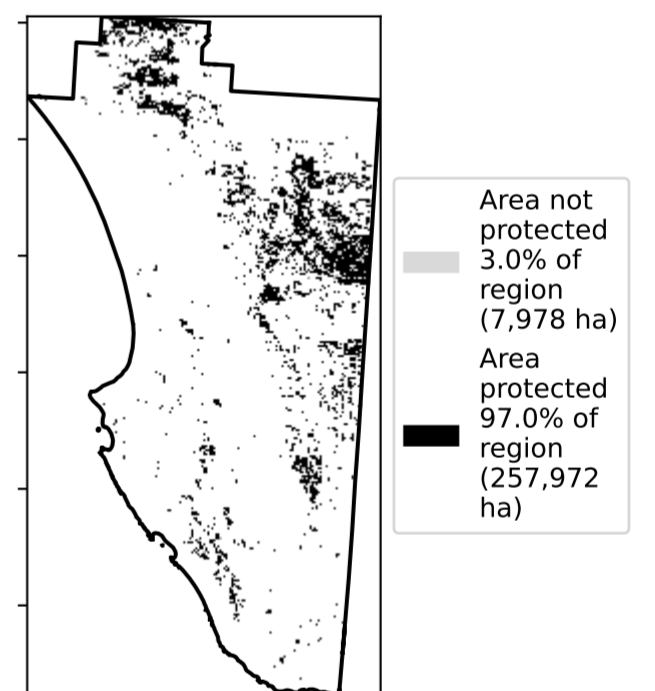 Area not
protected
3.0% of
region
(7,978 ha)
Area
protected
97.0% of
region
(257,972
ha)